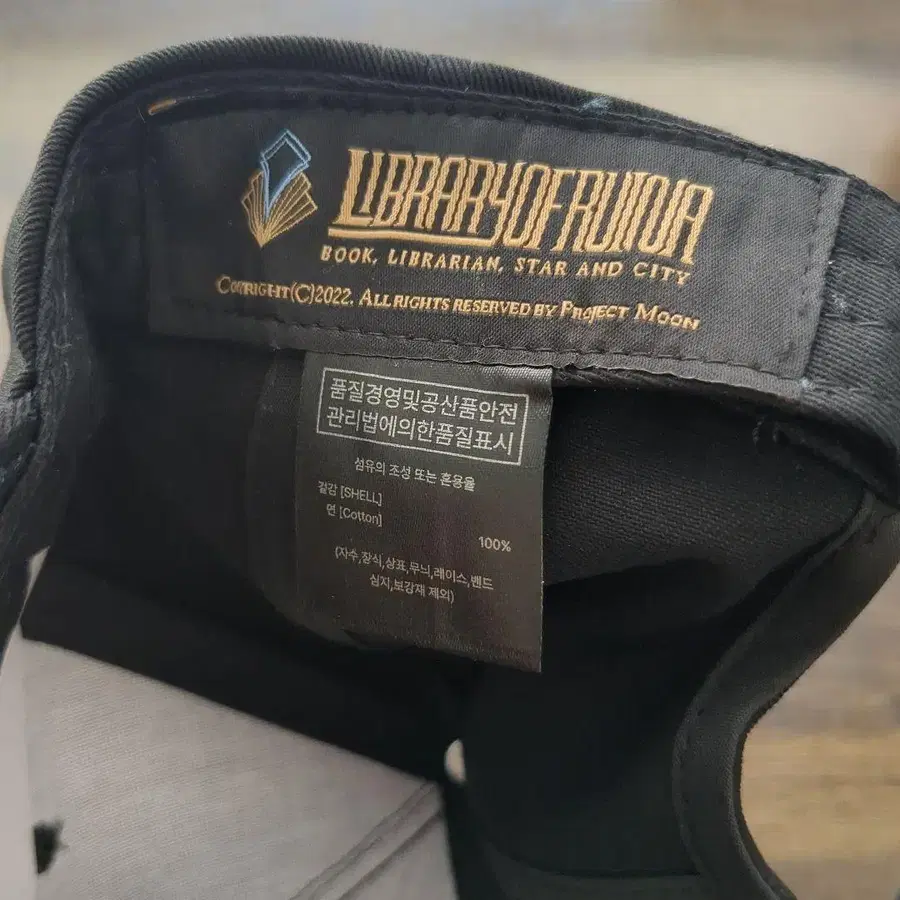 LIBRARY OF RUINA
BOOK, LIBRARIAN, STAR AND CITY
COPYRIGHT(C)2022. ALL RIGHTS RESERVED BY PROJECT MOON
품질경영및공산품안전
관리법에의한품질표시
섬유의 조성 또는 혼용율
겉감 [SHELL]
면 [Cotton]
100%
(자수,장식,상표,무늬,레이스,밴드
심지,보강재 제외)